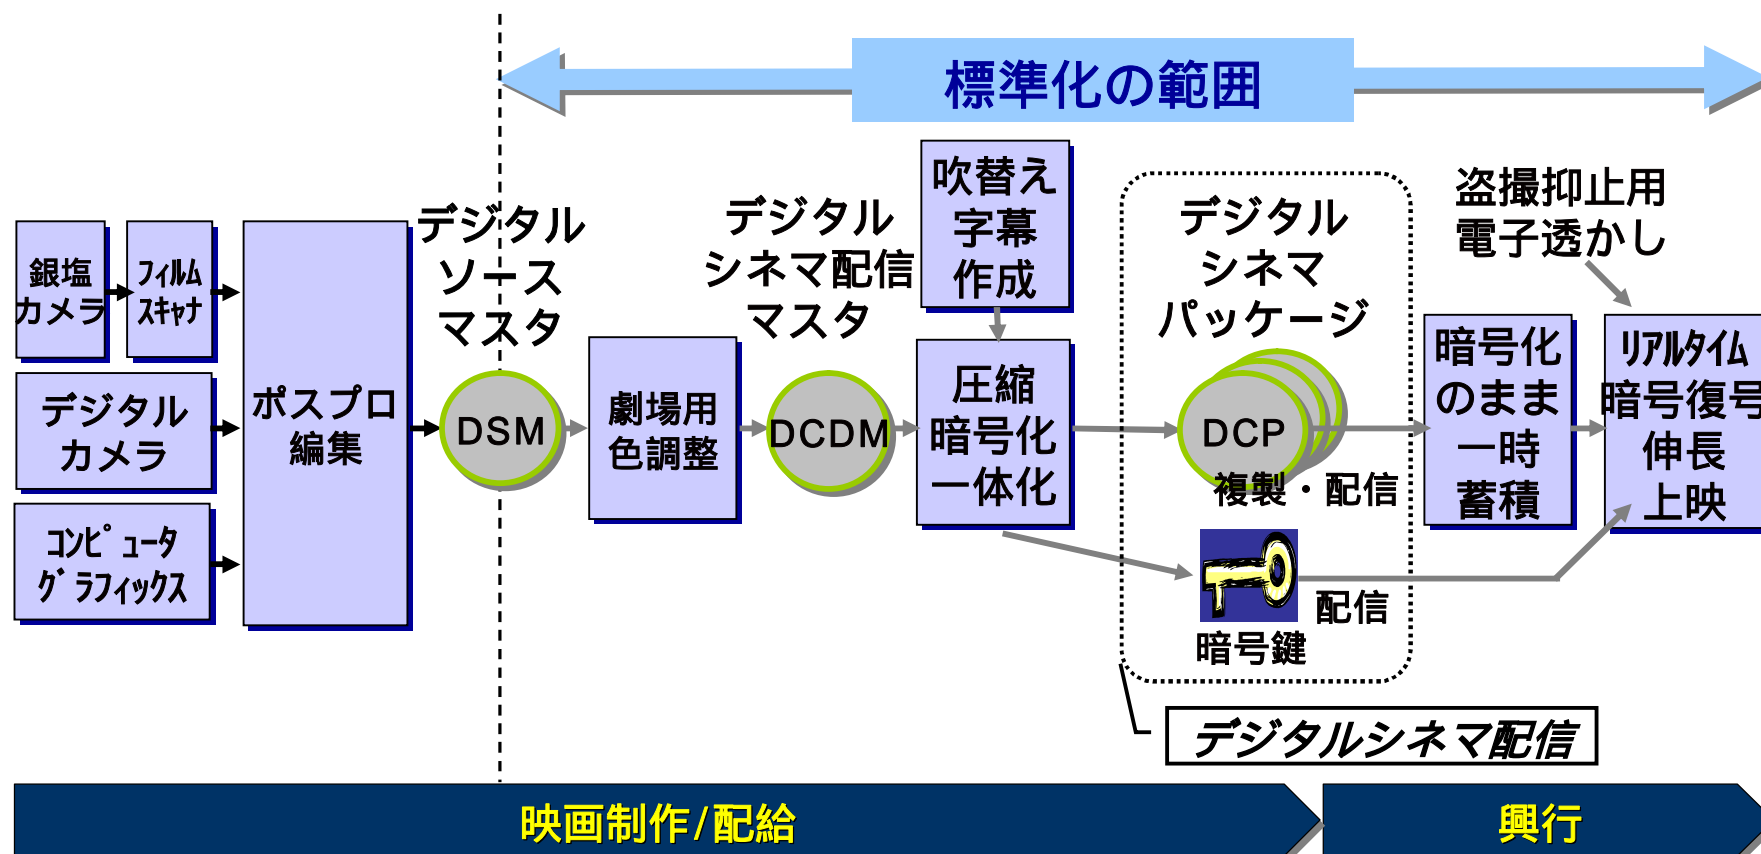 標準化の範囲
銀塩
カメラ
フィルム
スキャナ
デジタル
カメラ
コンピュータ
グラフィックス
ポスプロ
編集
デジタル
ソース
マスタ
DSM
劇場用
色調整
デジタル
シネマ配信
マスタ
DCDM
吹替え
字幕
作成
圧縮
暗号化
一体化
デジタル
シネマ
パッケージ
DCP
複製・配信
配信
暗号鍵
デジタルシネマ配信
暗号化
のまま
一時
蓄積
盗撮抑止用
電子透かし
リアルタイム
暗号復号
伸長
上映
映画制作/配給
興行